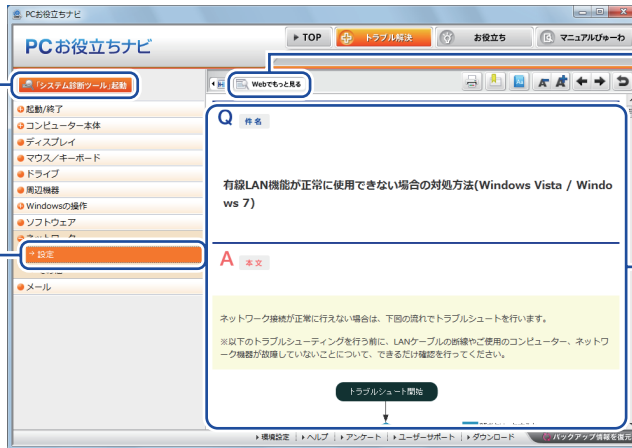 PCお役立ちナビ
PCお役立ちナビ
TOP
トラブル解決
お役立ち
マニュアルびゅーわ
「システム診断ツール」起動
Webでもっと見る
起動/終了
コンピューター本体
ディスプレイ
マウス/キーボード
ドライブ
周辺機器
Windowsの操作
ソフトウェア
設定
メール
Q 件名
有線LAN機能が正常に使用できない場合の対処方法(Windows Vista / Windo
ws 7)
A 本文
ネットワーク接続が正常に行えない場合は、下図の流れでトラブルシュートを行います。
※以下のトラブルシューティングを行う前に、LANケーブルの断線やご使用のコンピューター、ネットワ
ーク機器が故障していないことについて、できるだけ確認を行ってください。
トラブルシュート開始
環境設定 | ヘルプ | アンケート | ユーザーサポート | ダウンロード
バックアップ情報を復元